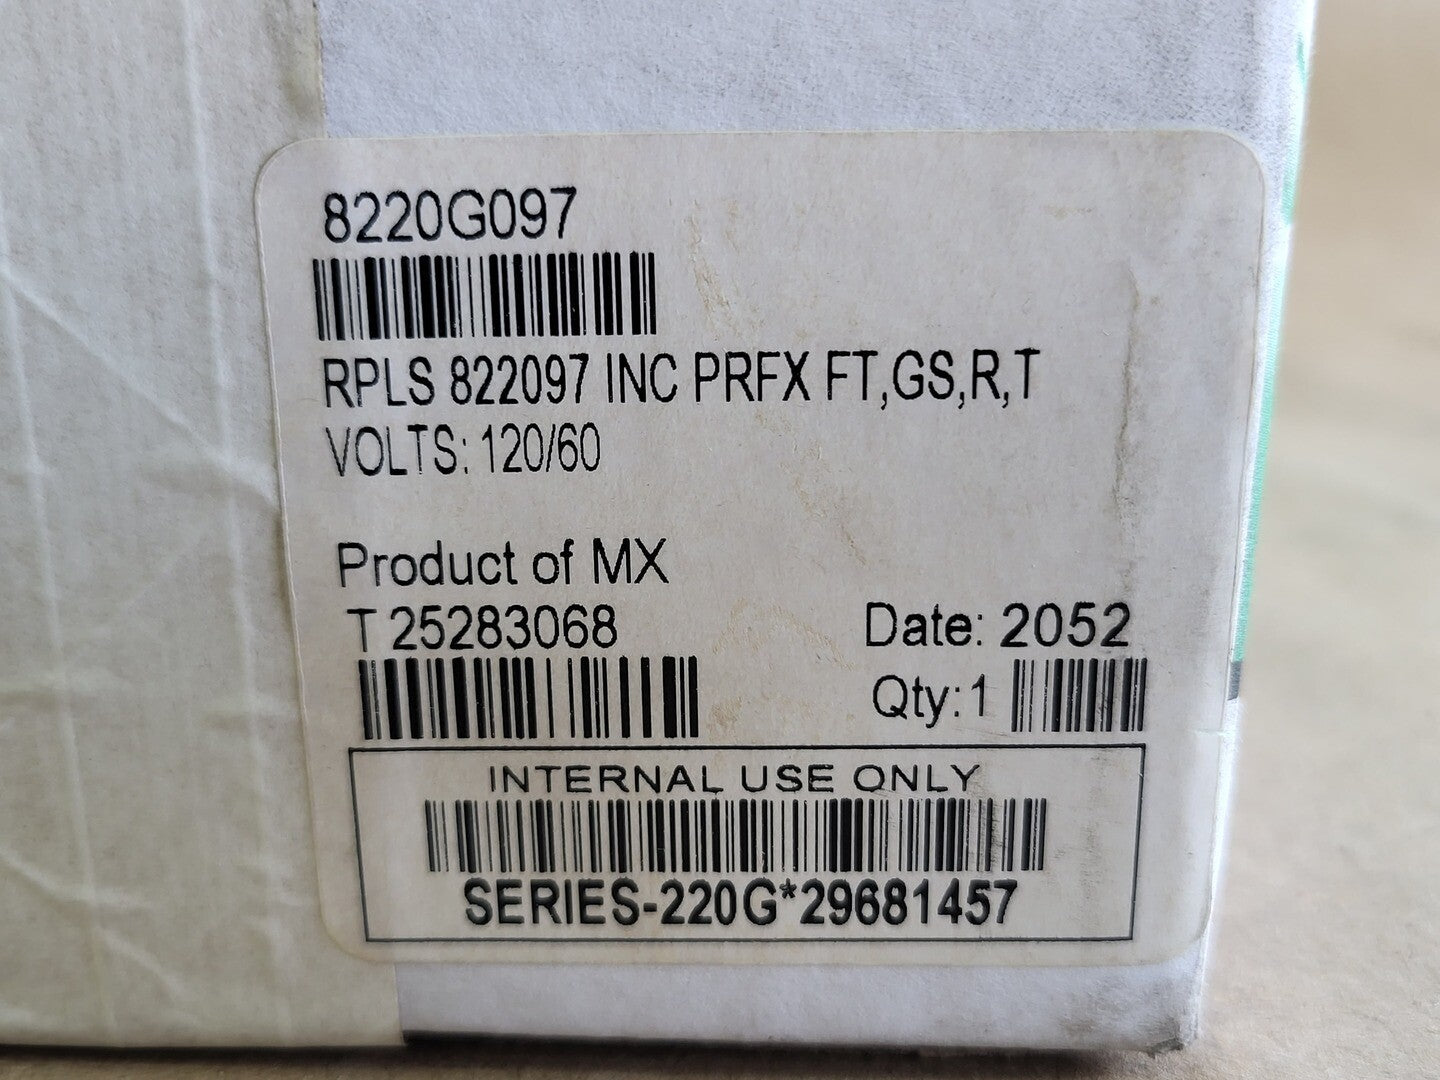 8220G097
RPLS 822097 INC PRFX FT,GS,R,T
VOLTS: 120/60
Product of MX
T 25283068
Date: 2052
Qty:1
INTERNAL USE ONLY
SERIES-220G*29681457